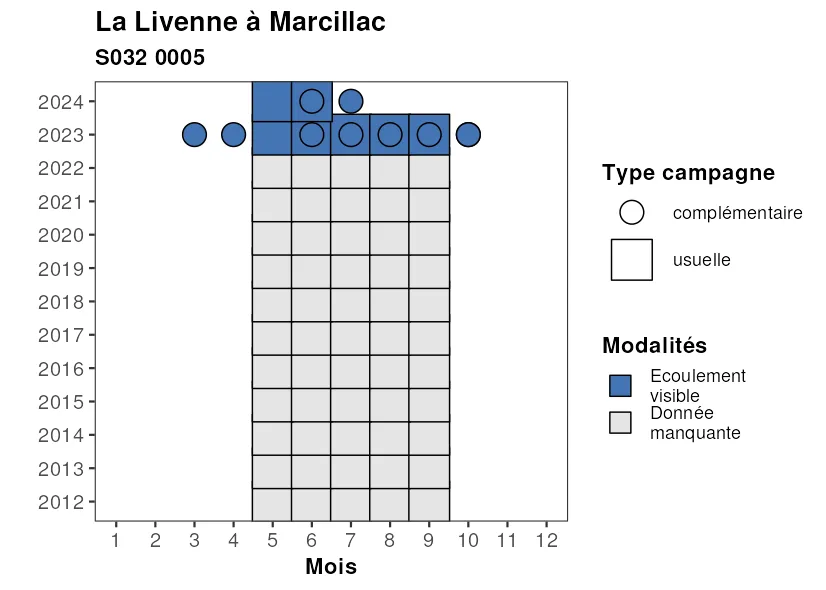 La Livenne à Marcillac
S032 0005
2024
2023
2022
2021
2020
2019
2018
2017
2016
2015
2014
2013
2012
1 2 3 4 5 6 7 8 9 10 11 12
Mois
Type campagne
complémentaire
usuelle
Modalités
Ecoulement
visible
Donnée
manquante